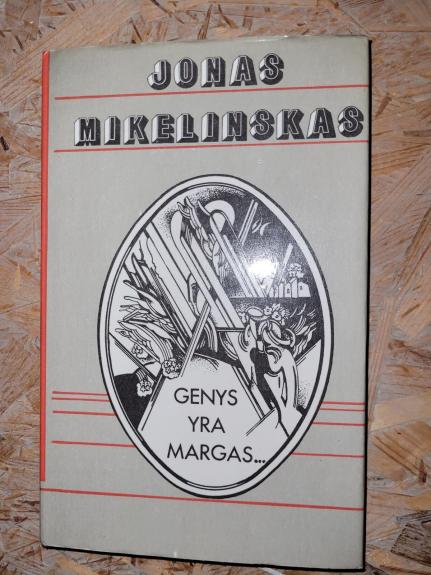 JONAS
MIKELINSKAS
GENYS
YRA
MARGAS...